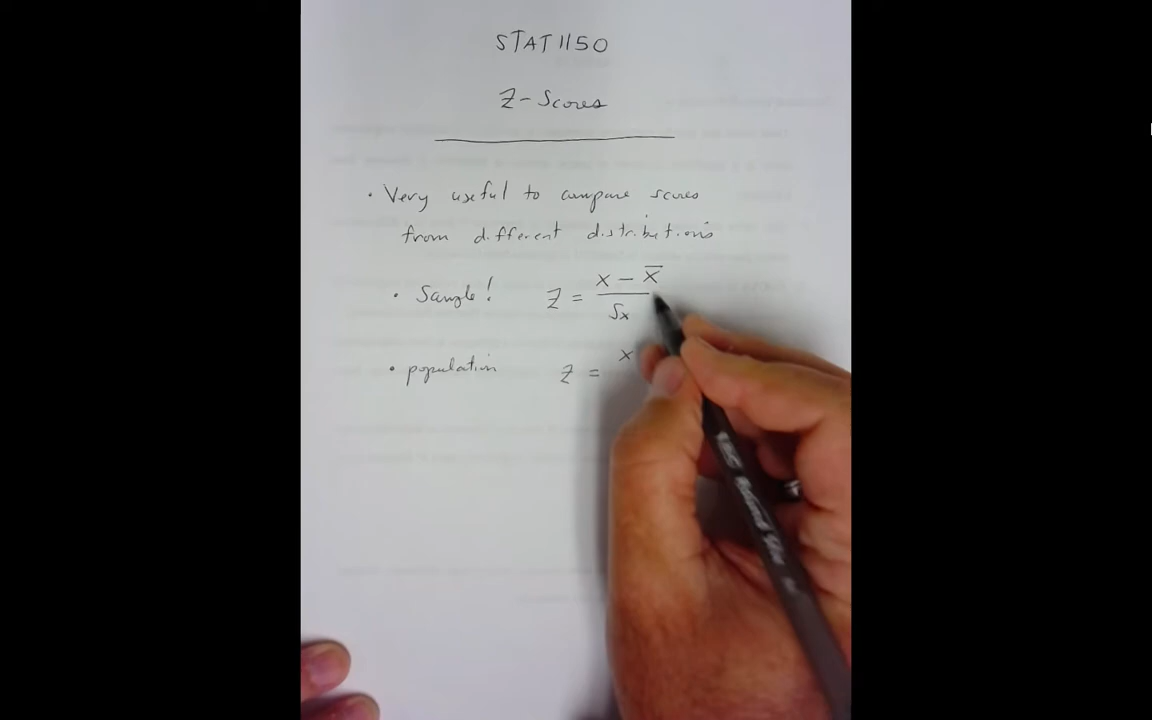 STAT 1150
Z-Scores
• Very useful to compare scores
from different distributions
• Sample! Z = x - x̄ / Sx
• population Z = x